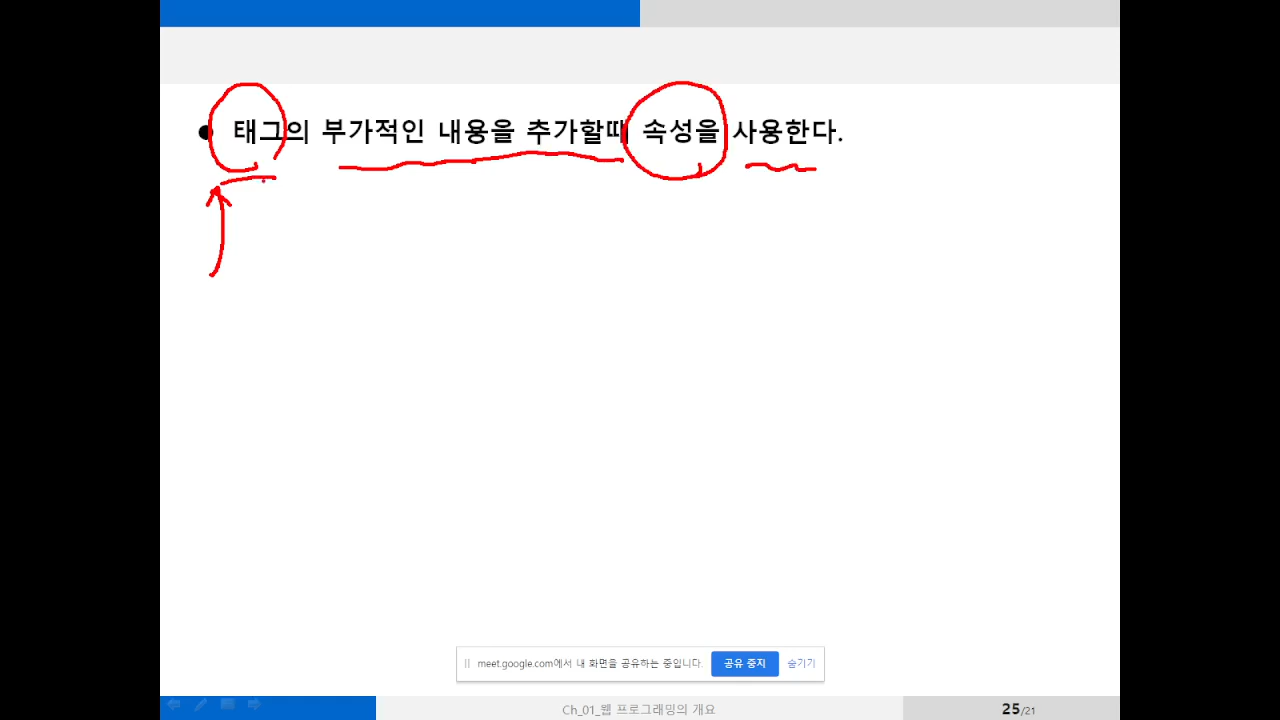 태그의 부가적인 내용을 추가할때 속성을 사용한다.
meet.google.com에서 내 화면을 공유하는 중입니다. 공유 중지 숨기기
Ch_01_웹 프로그래밍의 개요 25/21